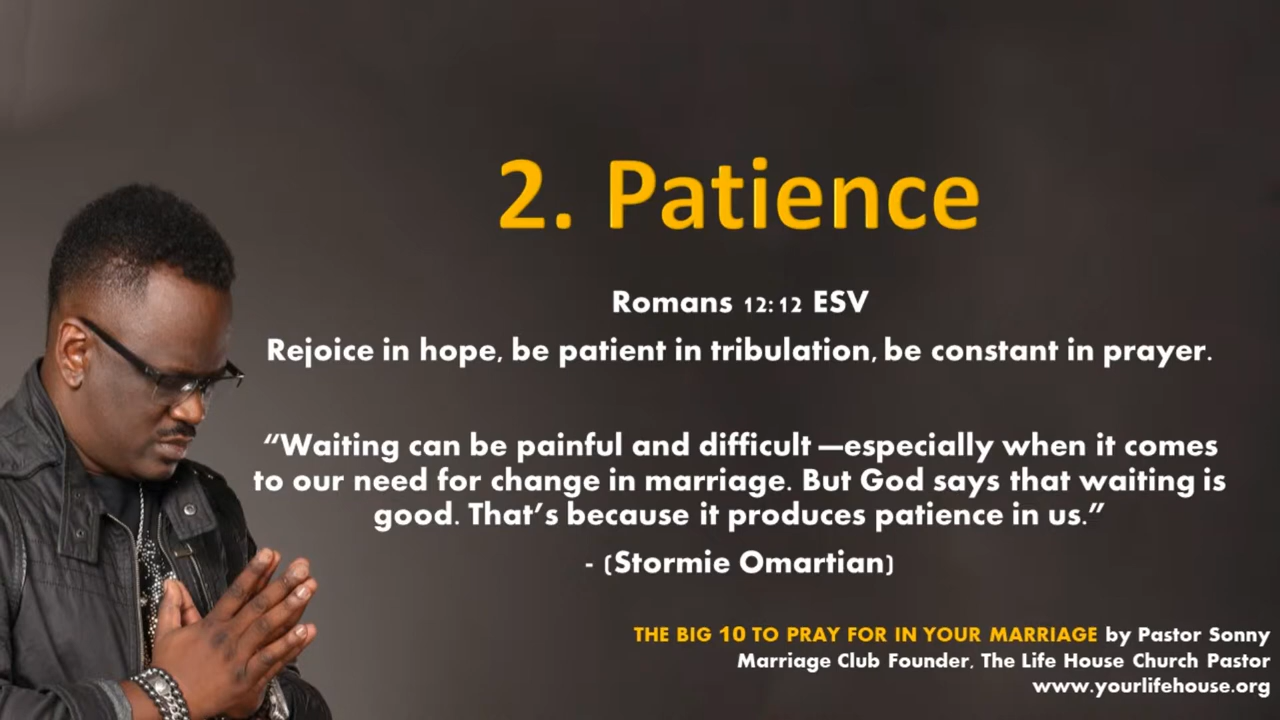 2. Patience
Romans 12:12 ESV
Rejoice in hope, be patient in tribulation, be constant in prayer.
“Waiting can be painful and difficult —especially when it comes
to our need for change in marriage. But God says that waiting is
good. That’s because it produces patience in us.”
- (Stormie Omartian)
THE BIG 10 TO PRAY FOR IN YOUR MARRIAGE by Pastor Sonny
Marriage Club Founder, The Life House Church Pastor
www.yourlifehouse.org